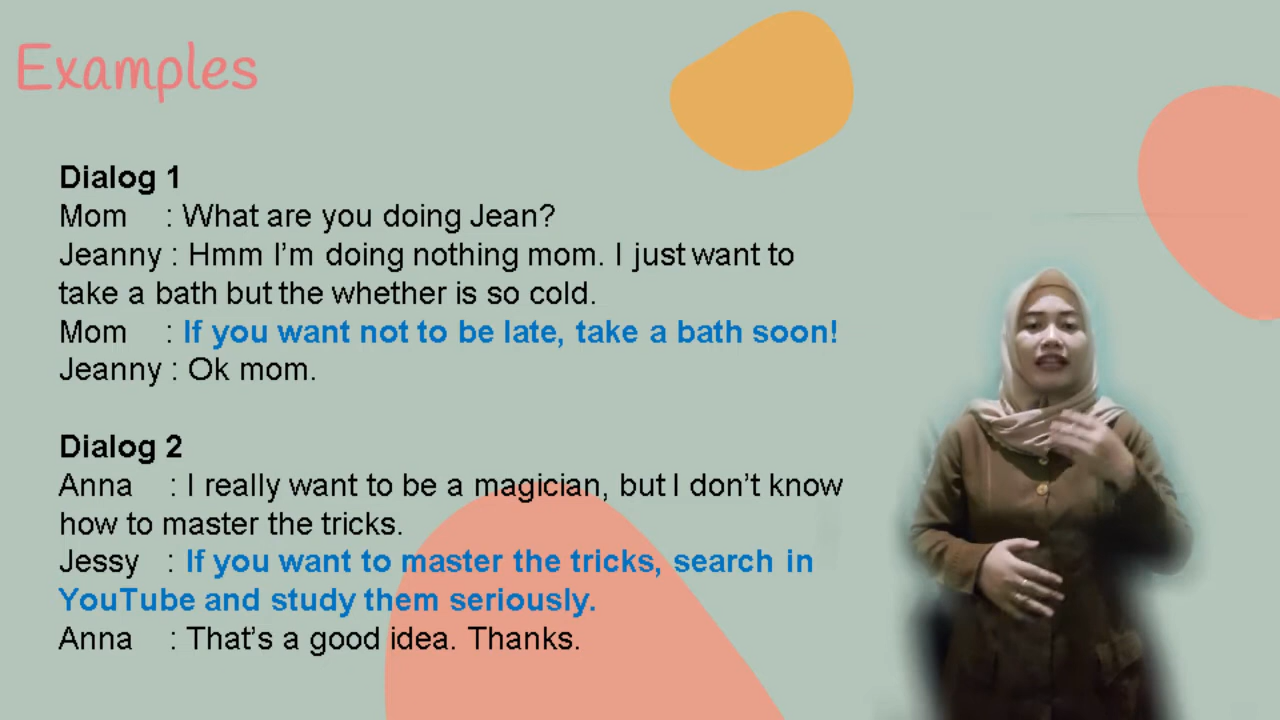 Examples
Dialog 1
Mom : What are you doing Jean?
Jeanny : Hmm I'm doing nothing mom. I just want to
take a bath but the whether is so cold.
Mom : If you want not to be late, take a bath soon!
Jeanny : Ok mom.
Dialog 2
Anna : I really want to be a magician, but I don't know
how to master the tricks.
Jessy : If you want to master the tricks, search in
YouTube and study them seriously.
Anna : That's a good idea. Thanks.